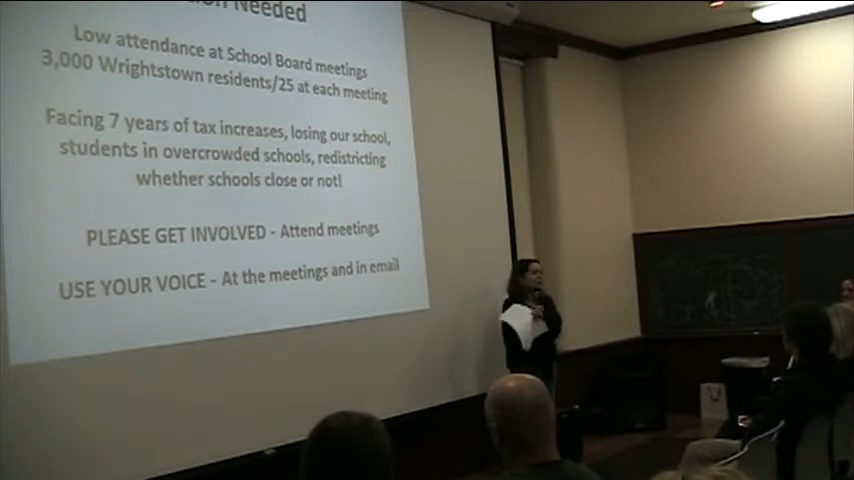 Needed
Low attendance at School Board meetings
3,000 Wrightstown residents/25 at each meeting
Facing 7 years of tax increases, losing our school,
students in overcrowded schools, redistricting
whether schools close or not!
PLEASE GET INVOLVED - Attend meetings
USE YOUR VOICE - At the meetings and in email